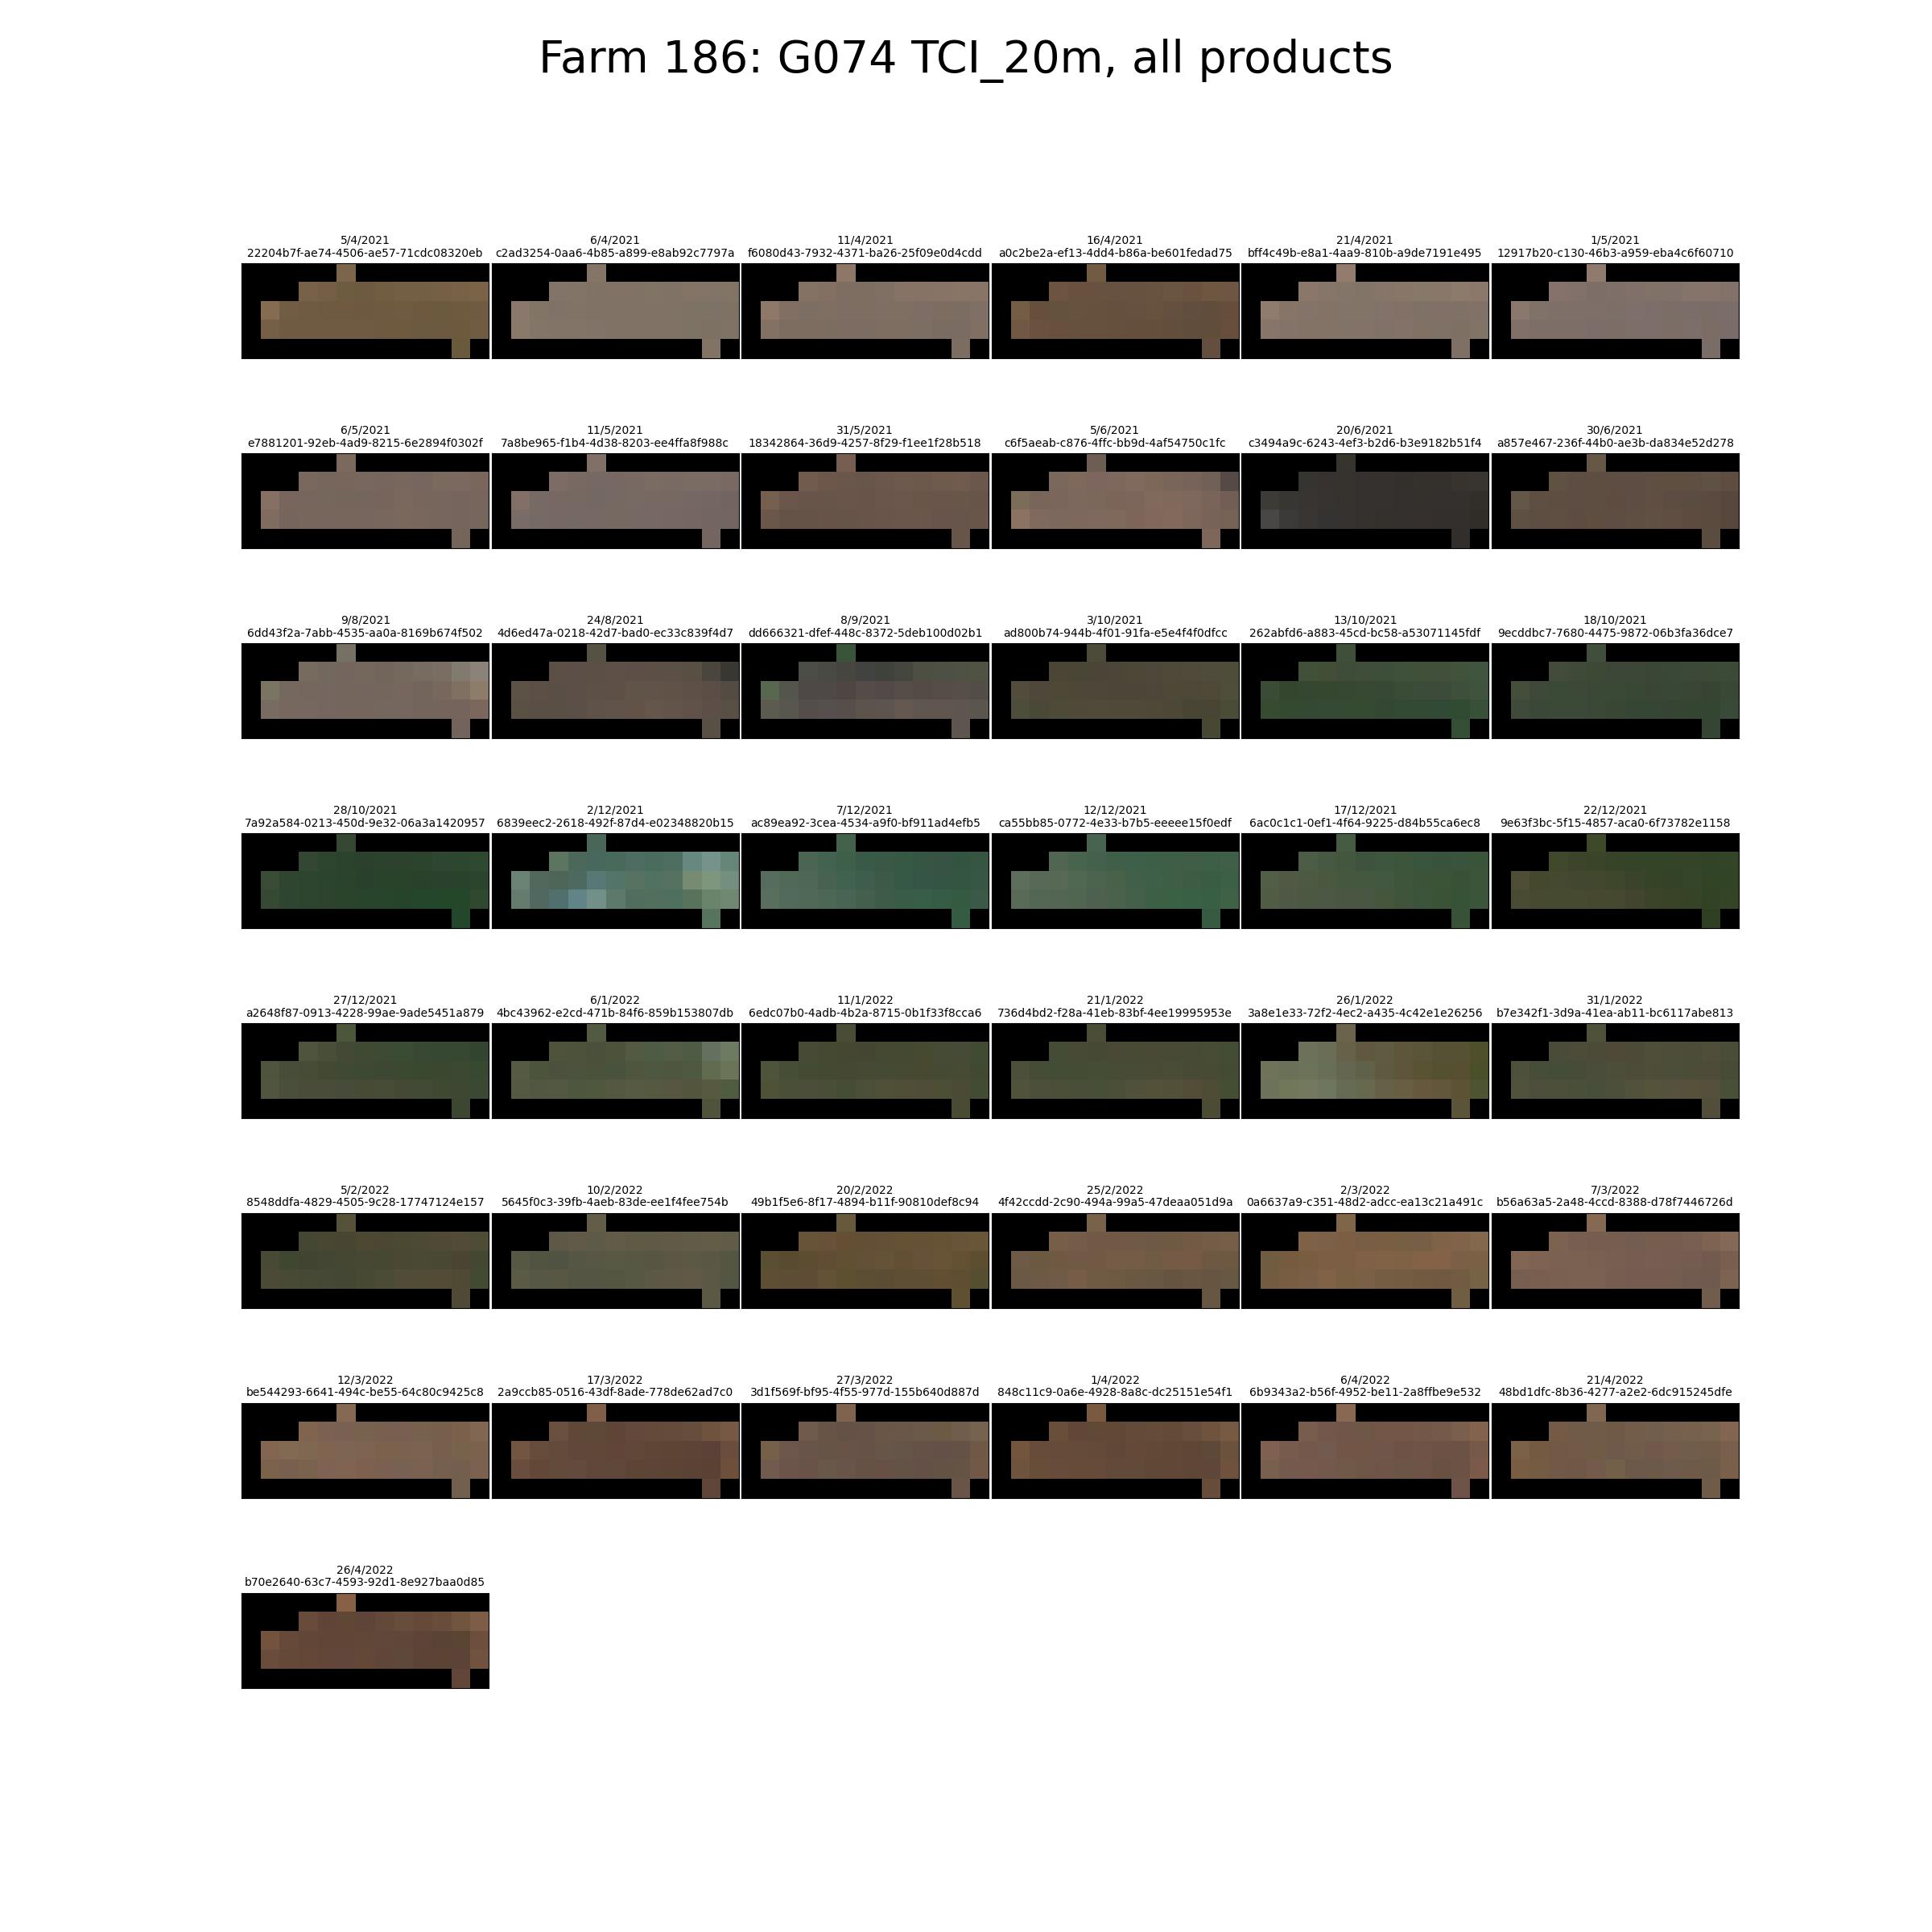 Farm 186: G074 TCI_20m, all products
5/4/2021 6/4/2021 11/4/2021 16/4/2021 21/4/2021 1/5/2021
22204b7f-ae74-4506-ae57-71cdc08320eb c2ad3254-0aa6-4b85-a899-e8ab92c7797a f6080d43-7932-4371-ba26-25f09e0d4cdd a0c2be2a-ef13-4dd4-b86a-be601fedad75 bff4c49b-e8a1-4aa9-810b-a9de7191e495 12917b20-c130-46b3-a959-eba4c6f60710
6/5/2021 11/5/2021 31/5/2021 5/6/2021 20/6/2021 30/6/2021
e7881201-92eb-4ad9-8215-6e2894f0302f 7a8be965-f1b4-4d38-8203-ee4ffa8f988c 18342864-36d9-4257-8f29-f1ee1f28b518 c6f5aeab-c876-4ffc-bb9d-4af54750c1fc c3494a9c-6243-4ef3-b2d6-b3e9182b51f4 a857e467-236f-44b0-ae3b-da834e52d278
9/8/2021 24/8/2021 8/9/2021 3/10/2021 13/10/2021 18/10/2021
6dd43f2a-7abb-4535-aa0a-8169b674f502 4d6ed47a-0218-42d7-bad0-ec33c839f4d7 dd666321-dfef-448c-8372-5deb100d02b1 ad800b74-944b-4f01-91fa-e5e4f4f0dfcc 262abfd6-a883-45cd-bc58-a53071145fdf 9ecddbc7-7680-4475-9872-06b3fa36dce7
28/10/2021 2/12/2021 7/12/2021 12/12/2021 17/12/2021 22/12/2021
7a92a584-0213-450d-9e32-06a3a1420957 6839eec2-2618-492f-87d4-e02348820b15 ac89ea92-3cea-4534-a9f0-bf911ad4efb5 ca55bb85-0772-4e33-b7b5-eeeee15f0edf 6ac0c1c1-0ef1-4f64-9225-d84b55ca6ec8 9e63f3bc-5f15-4857-aca0-6f73782e1158
27/12/2021 6/1/2022 11/1/2022 21/1/2022 26/1/2022 31/1/2022
a2648f87-0913-4228-99ae-9ade5451a879 4bc43962-e2cd-471b-84f6-859b153807db 6edc07b0-4adb-4b2a-8715-0b1f33f8cca6 736d4bd2-f28a-41eb-83bf-4ee19995953e 3a8e1e33-72f2-4ec2-a435-4c42e1e26256 b7e342f1-3d9a-41ea-ab11-bc6117abe813
5/2/2022 10/2/2022 20/2/2022 25/2/2022 2/3/2022 7/3/2022
8548ddfa-4829-4505-9c28-17747124e157 5645f0c3-39fb-4aeb-83de-ee1f4fee754b 49b1f5e6-8f17-4894-b11f-90810def8c94 4f42ccdd-2c90-494a-99a5-47deaa051d9a 0a6637a9-c351-48d2-adcc-ea13c21a491c b56a63a5-2a48-4ccd-8388-d78f7446726d
12/3/2022 17/3/2022 27/3/2022 1/4/2022 6/4/2022 21/4/2022
be544293-6641-494c-be55-64c80c9425c8 2a9ccb85-0516-43df-8ade-778de62ad7c0 3d1f569f-bf95-4f55-977d-155b640d887d 848c11c9-0a6e-4928-8a8c-dc25151e54f1 6b9343a2-b56f-4952-be11-2a8ffbe9e532 48bd1dfc-8b36-4277-a2e2-6dc915245dfe
26/4/2022
b70e2640-63c7-4593-92d1-8e927baa0d85